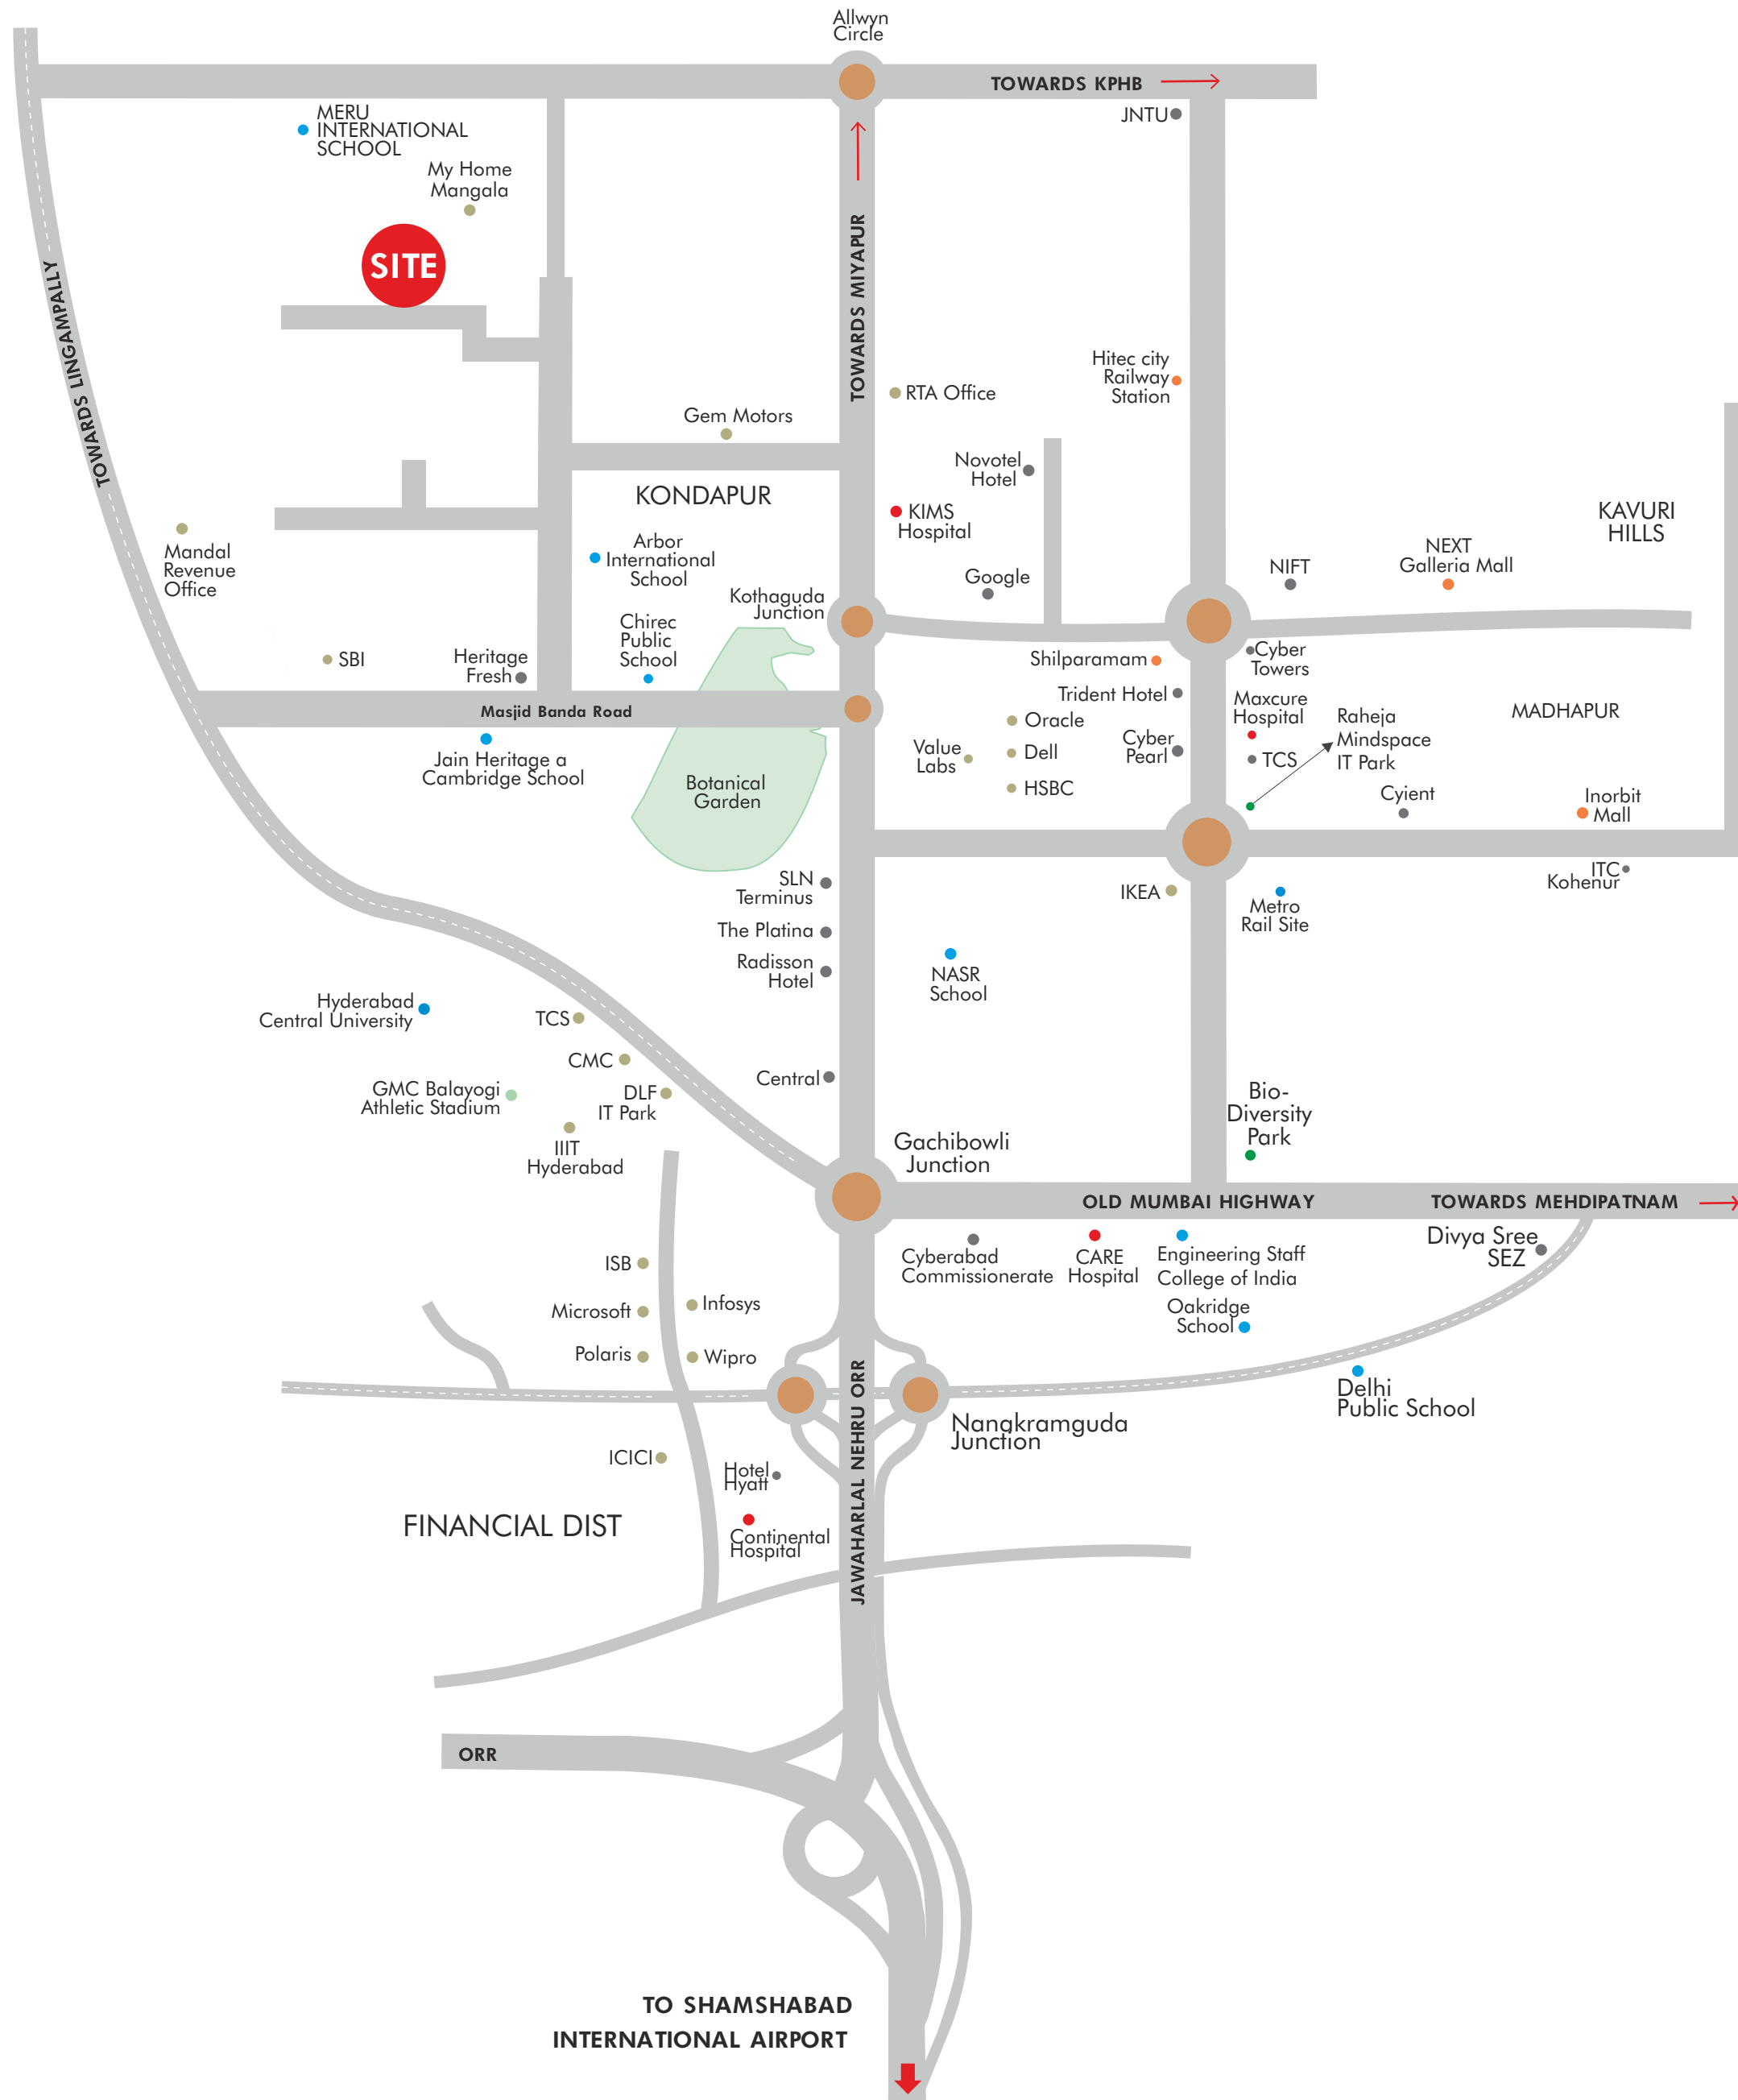 Allwyn
Circle
TOWARDS KPHB
JNTU
MERU
INTERNATIONAL
SCHOOL
My Home
Mangala
SITE
TOWARDS LINGAMPALLY
TOWARDS MIYAPUR
Hitec city
Railway
Station
RTA Office
Gem Motors
Novotel
Hotel
KONDAPUR
KIMS
Hospital
KAVURI
HILLS
NEXT
Galleria Mall
NIFT
Mandal
Revenue
Office
Arbor
International
School
Google
Kothaguda
Junction
Chirec
Public
School
SBI
Heritage
Fresh
Shilparamam
Cyber
Towers
Trident Hotel
Maxcure
Hospital
Masjid Banda Road
Oracle
Raheja
Mindspace
IT Park
MADHAPUR
Value
Labs
Dell
Cyber
Pearl
TCS
Jain Heritage a
Cambridge School
Botanical
Garden
HSBC
Cyient
Inorbit
Mall
SLN
Terminus
IKEA
Metro
Rail Site
ITC
Kohenur
The Platina
Radisson
Hotel
NASR
School
Hyderabad
Central University
TCS
CMC
Central
GMC Balayogi
Athletic Stadium
DLF
IT Park
IIIT
Hyderabad
Bio-
Diversity
Park
Gachibowli
Junction
OLD MUMBAI HIGHWAY
TOWARDS MEHDIPATNAM
Cyberabad
Commissionerate
CARE
Hospital
Engineering Staff
College of India
Divya Sree
SEZ
ISB
Microsoft
Infosys
Oakridge
School
Polaris
Wipro
Delhi
Public School
Nangkramguda
Junction
JAWAHARLAL NEHRU ORR
ICICI
Hotel
Hyatt
FINANCIAL DIST
Continental
Hospital
ORR
TO SHAMSHABAD
INTERNATIONAL AIRPORT